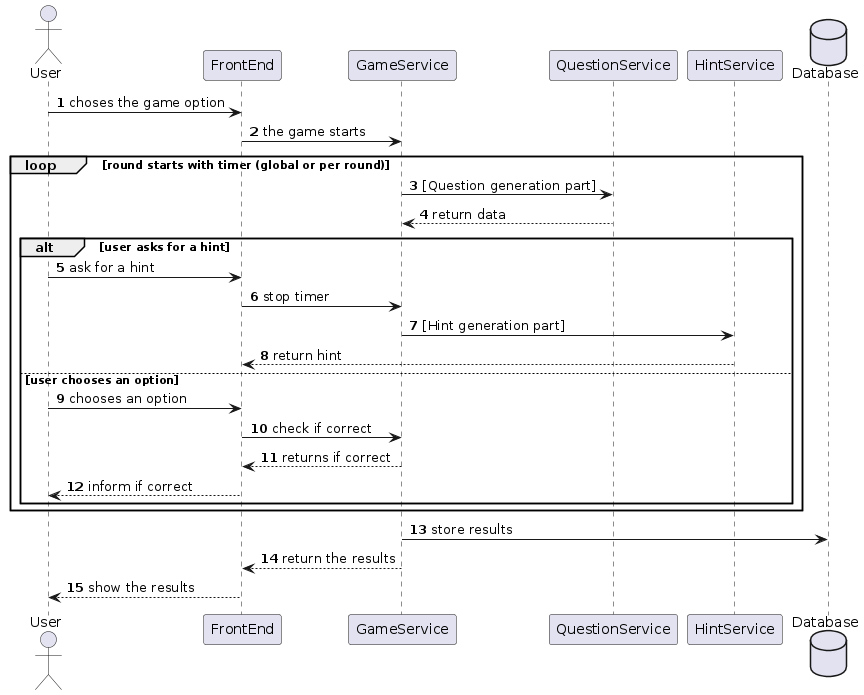 User
FrontEnd
GameService
QuestionService
HintService
Database
1 choses the game option
2 the game starts
loop [round starts with timer (global or per round)]
3 [Question generation part]
4 return data
alt [user asks for a hint]
5 ask for a hint
6 stop timer
7 [Hint generation part]
8 return hint
[user chooses an option]
9 chooses an option
10 check if correct
11 returns if correct
12 inform if correct
13 store results
14 return the results
15 show the results
User
FrontEnd
GameService
QuestionService
HintService
Database